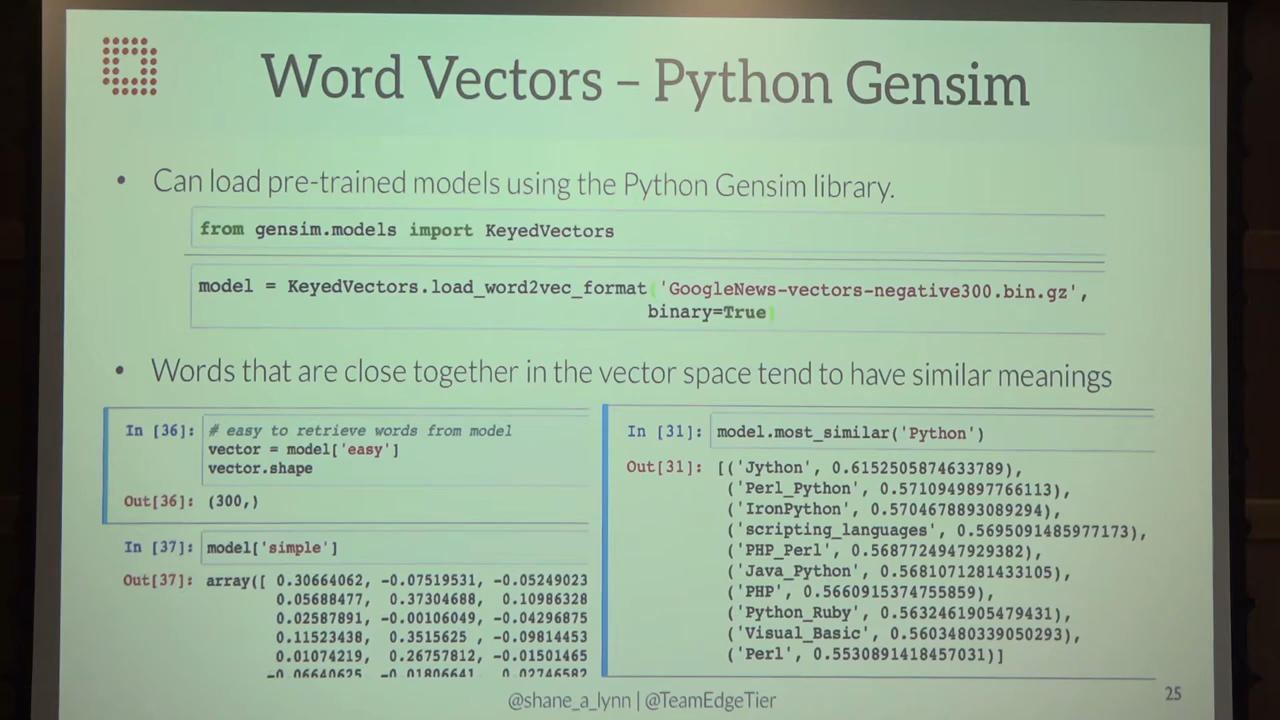 Word Vectors – Python Gensim
• Can load pre-trained models using the Python Gensim library.
from gensim.models import KeyedVectors
model = KeyedVectors.load_word2vec_format('GoogleNews-vectors-negative300.bin.gz',
binary=True)
• Words that are close together in the vector space tend to have similar meanings
In [36]: # easy to retrieve words from model
vector = model['easy']
vector.shape
Out[36]: (300,)
In [37]: model['simple']
Out[37]: array([ 0.30664062, -0.07519531, -0.05249023
0.05688477, 0.37304688, 0.10986328
0.02587891, -0.00106049, -0.04296875
0.11523438, 0.3515625 , -0.09814453
0.01074219, 0.26757812, -0.01501465
-0.06640625 -0.01806641 0.02746582
In [31]: model.most_similar('Python')
Out[31]: [('Jython', 0.6152505874633789),
('Perl_Python', 0.5710949897766113),
('IronPython', 0.5704678893089294),
('scripting_languages', 0.5695091485977173),
('PHP_Perl', 0.5687724947929382),
('Java_Python', 0.5681071281433105),
('PHP', 0.5660915374755859),
('Python_Ruby', 0.5632461905479431),
('Visual_Basic', 0.5603480339050293),
('Perl', 0.5530891418457031)]
@shane_a_lynn | @TeamEdgeTier
25